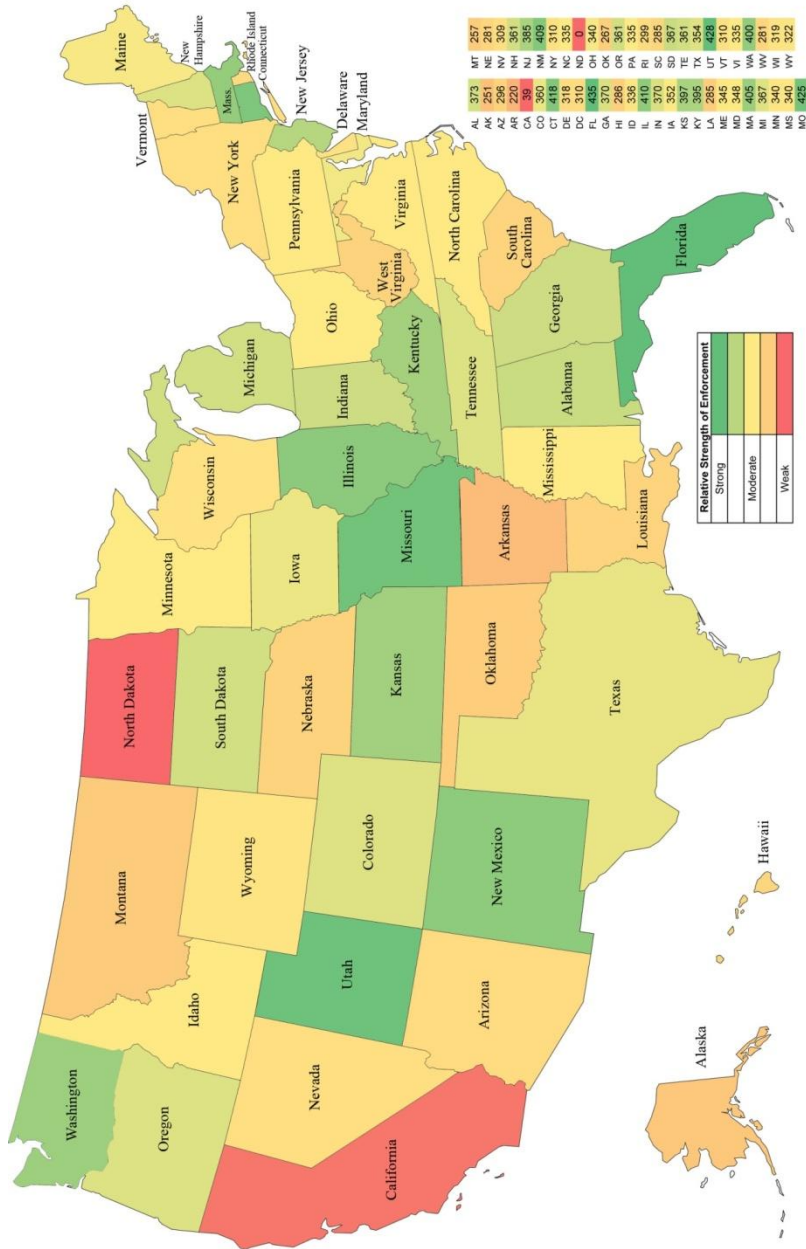 Washington
Oregon
California
Nevada
Idaho
Montana
Wyoming
Utah
Arizona
Colorado
New Mexico
North Dakota
South Dakota
Nebraska
Kansas
Oklahoma
Texas
Minnesota
Iowa
Missouri
Arkansas
Louisiana
Wisconsin
Illinois
Michigan
Indiana
Ohio
Kentucky
Tennessee
Mississippi
Alabama
Georgia
Florida
South
Carolina
North Carolina
Virginia
West
Virginia
Pennsylvania
New York
Vermont
Maine
New
Hampshire
Mass.
Rhode Island
Connecticut
New Jersey
Delaware
Maryland
Alaska
Hawaii
Relative Strength of Enforcement
Strong
Moderate
Weak
AL 373 MT 257
AK 251 NE 281
AZ 296 NV 309
AR 220 NH 361
CA 39 NJ 385
CO 360 NM 409
CT 418 NY 310
DE 318 NC 335
DC 310 ND 0
FL 435 OH 340
GA 370 OK 267
HI 286 OR 361
ID 336 PA 335
IL 410 RI 299
IN 370 SC 285
IA 352 SD 367
KS 397 TE 361
KY 395 TX 354
LA 285 UT 428
ME 345 VT 310
MD 348 VI 335
MA 405 WA 400
MI 367 WV 281
MN 340 WI 319
MS 340 WY 322
MO 425